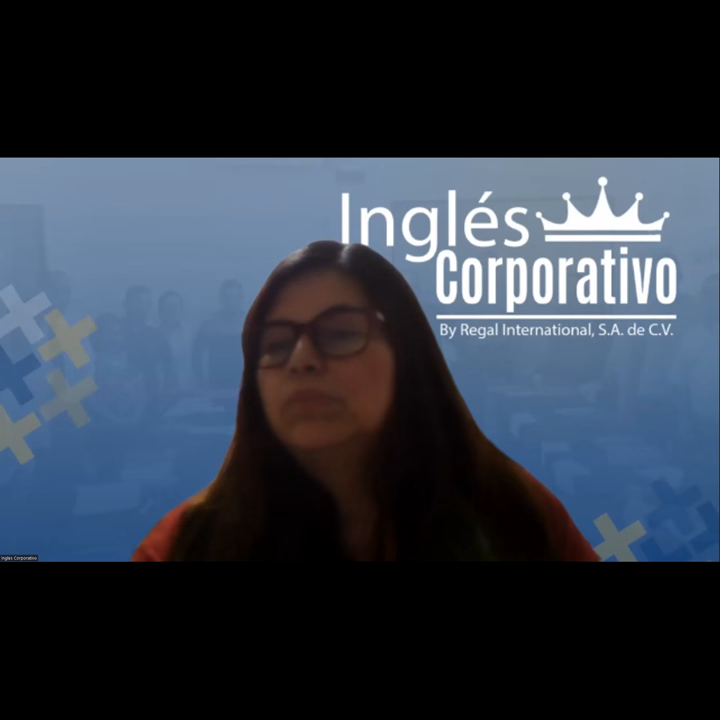 Inglés
Corporativo
By Regal International, S.A. de C.V.
Inglés Corporativo